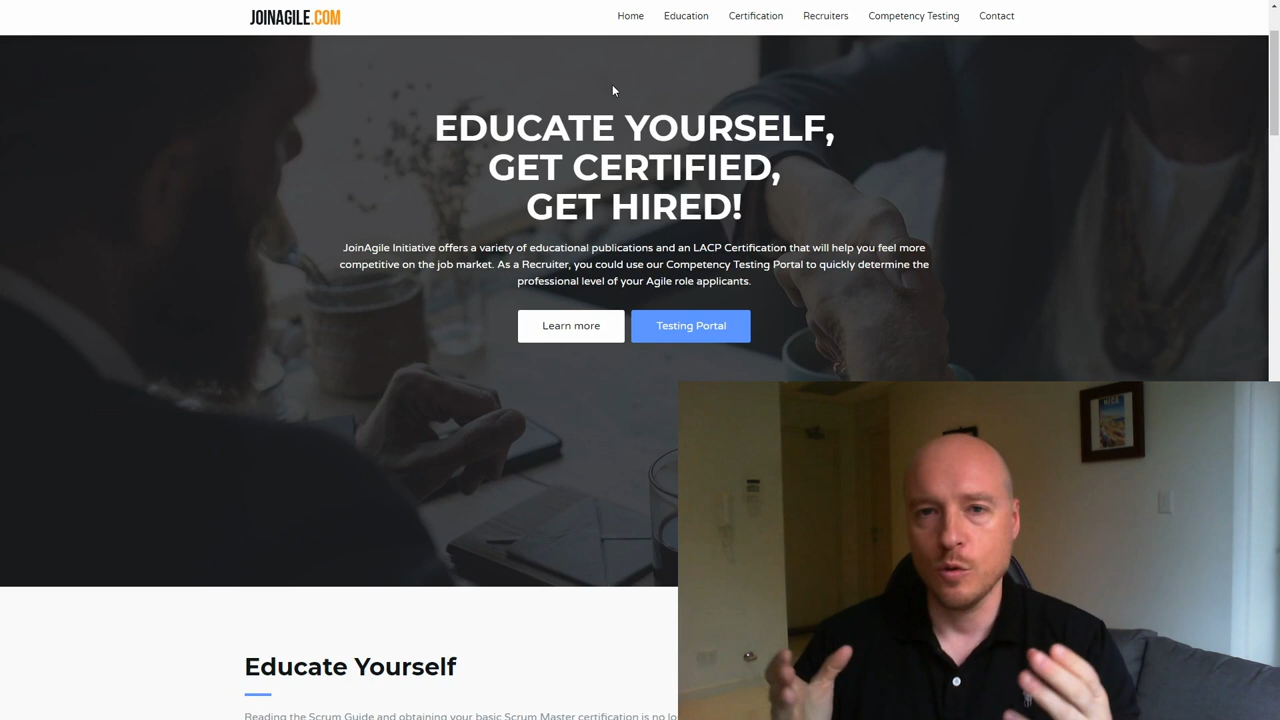 JOINAGILE.COM
Home Education Certification Recruiters Competency Testing Contact
EDUCATE YOURSELF,
GET CERTIFIED,
GET HIRED!
JoinAgile Initiative offers a variety of educational publications and an LACP Certification that will help you feel more
competitive on the job market. As a Recruiter, you could use our Competency Testing Portal to quickly determine the
professional level of your Agile role applicants.
Learn more Testing Portal
NICE
Educate Yourself
Reading the Scrum Guide and obtaining your basic Scrum Master certification is no lo